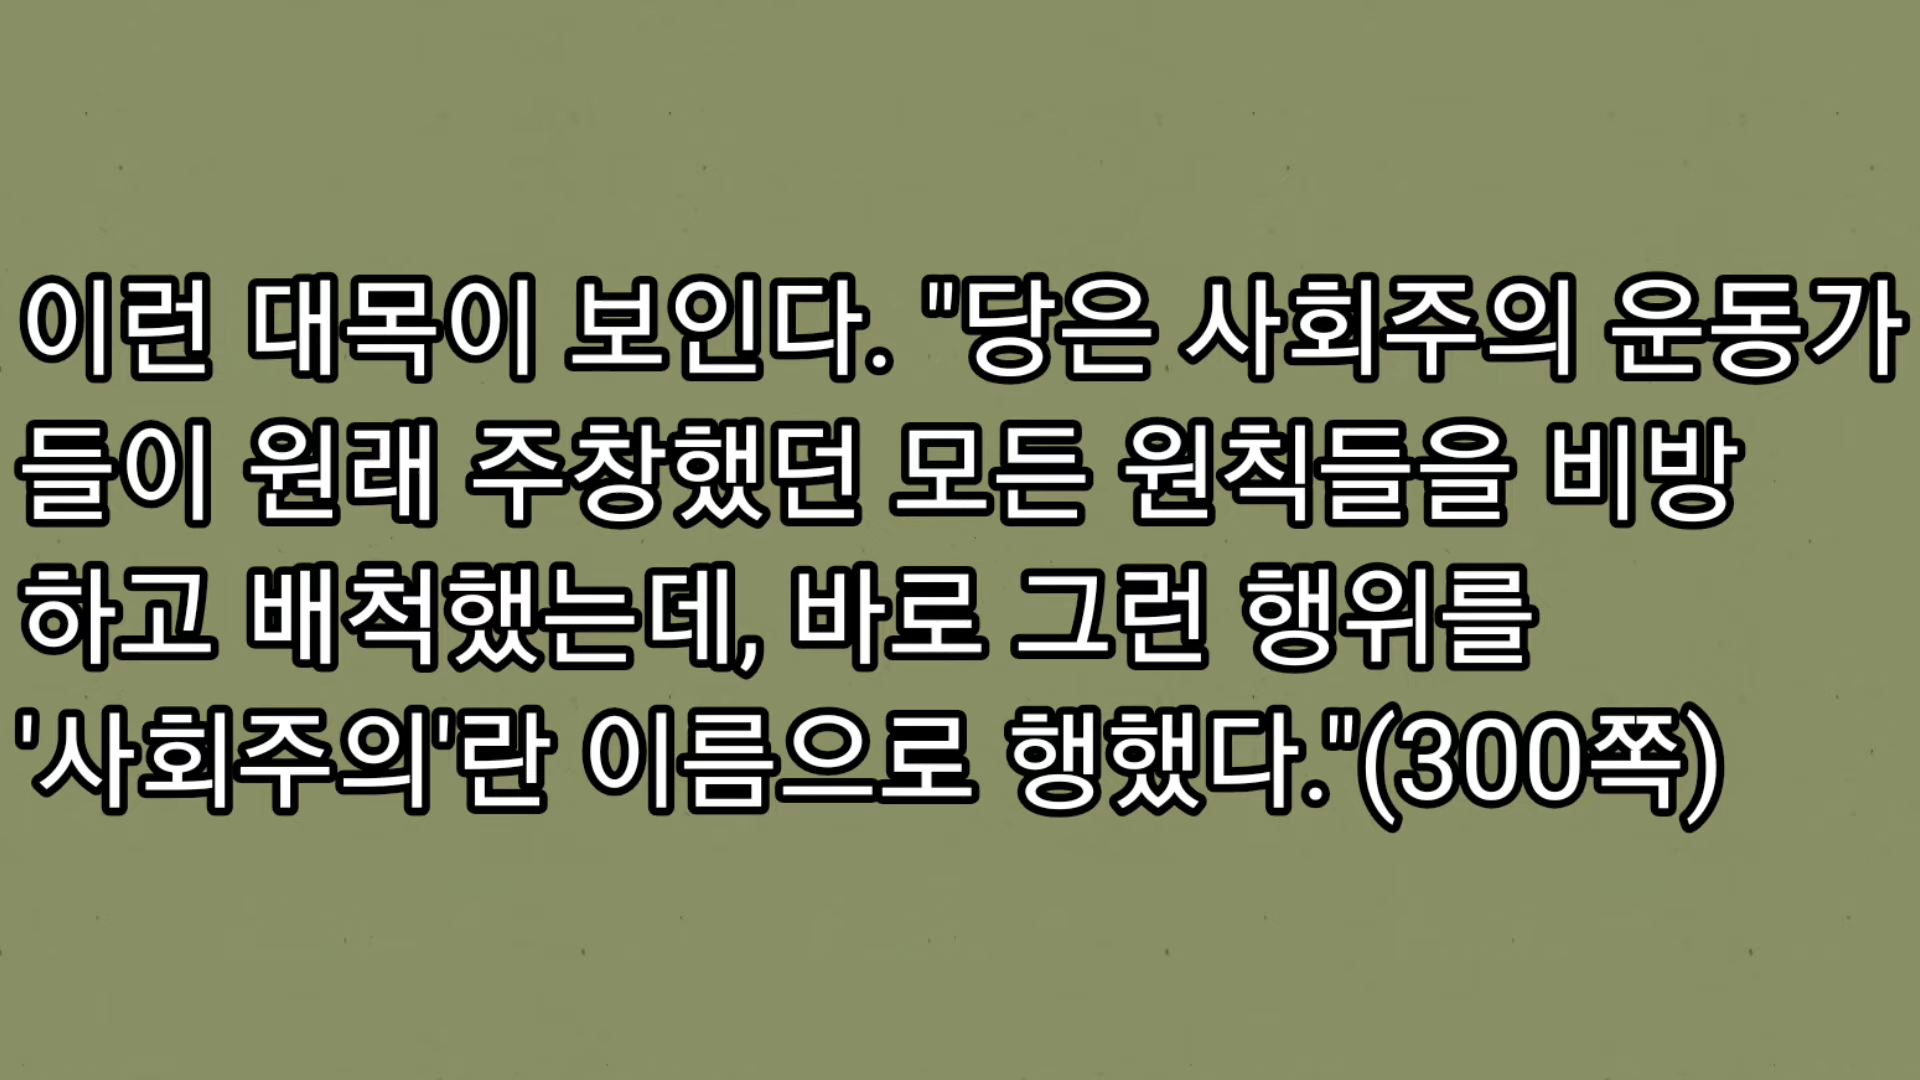 이런 대목이 보인다. "당은 사회주의 운동가
들이 원래 주창했던 모든 원칙들을 비방
하고 배척했는데, 바로 그런 행위를
'사회주의'란 이름으로 행했다."(300쪽)